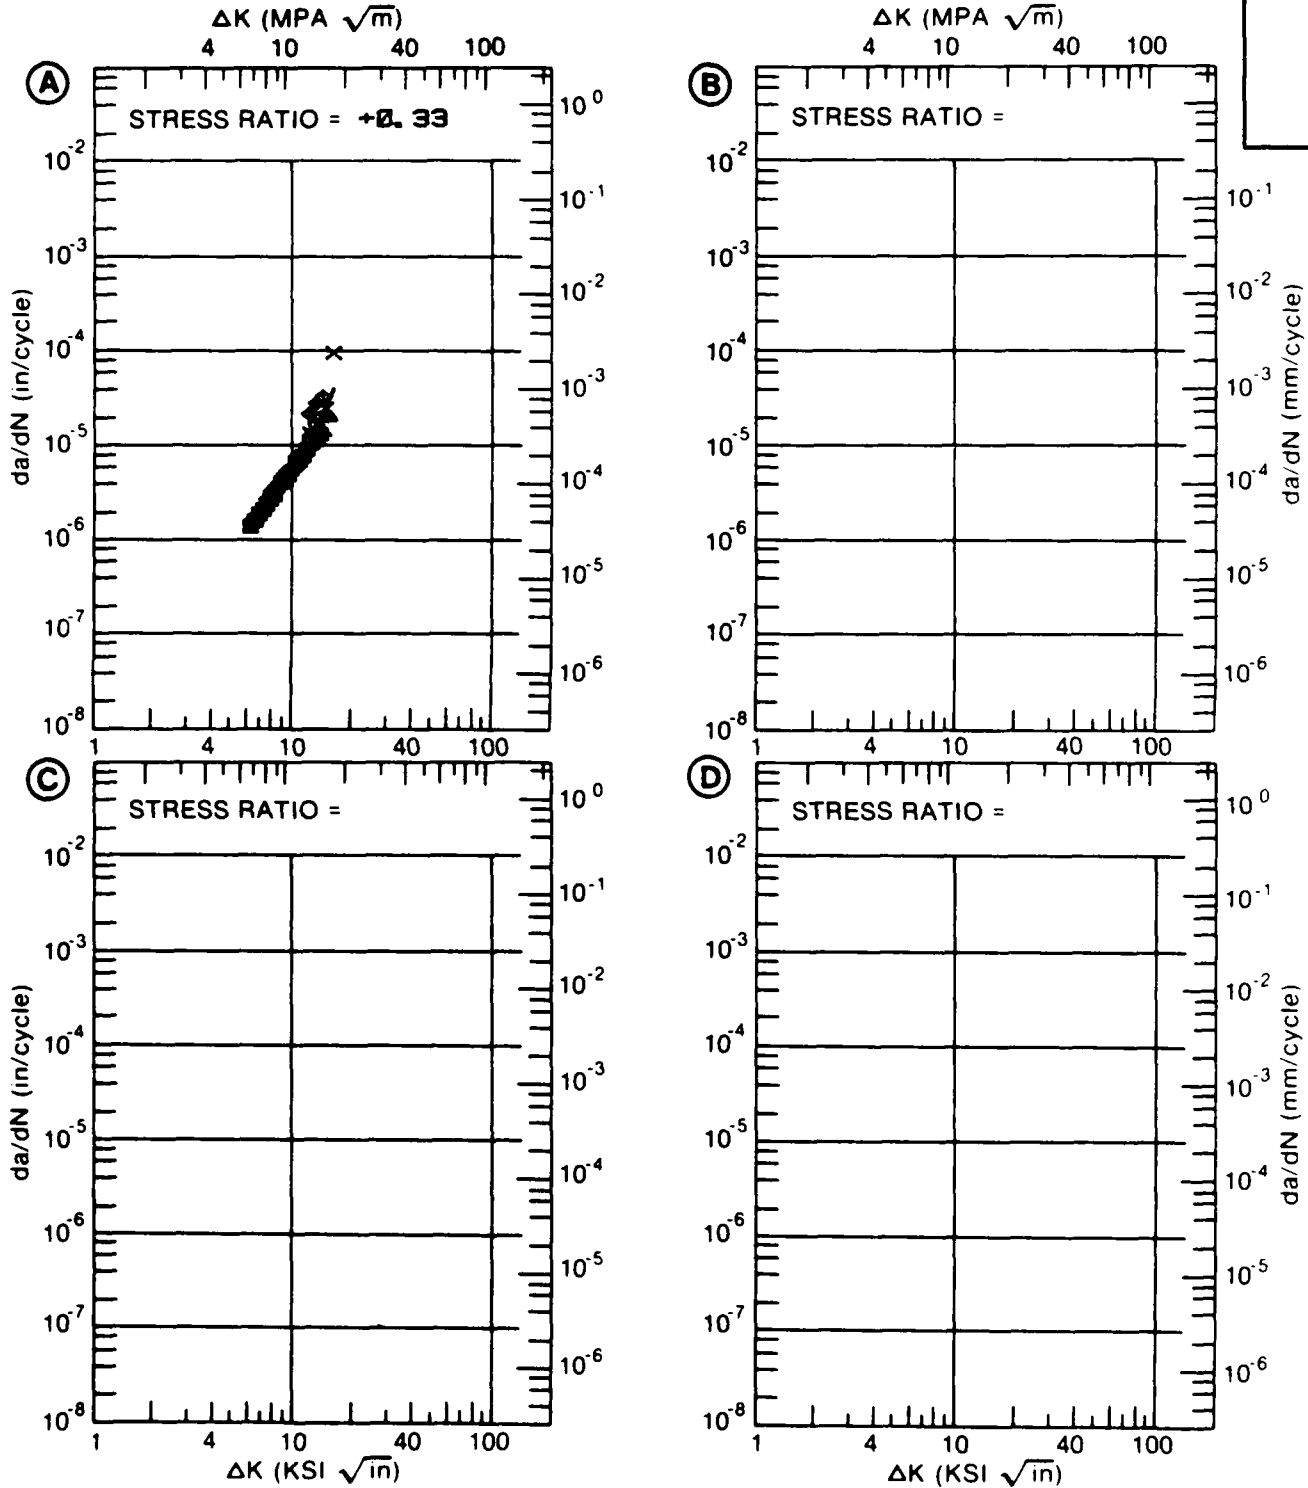 ΔK (MPA √m)
4 10 40 100
ΔK (MPA √m)
4 10 40 100
A
STRESS RATIO = +0.33
B
STRESS RATIO =
10^-2
10^-3
10^-4
10^-5
10^-6
10^-7
10^-8
da/dN (in/cycle)
10^0
10^-1
10^-2
10^-3
10^-4
10^-5
10^-6
10^-2
10^-3
10^-4
10^-5
10^-6
10^-7
10^-8
10^-1
10^-2
10^-3
10^-4
10^-5
10^-6
da/dN (mm/cycle)
1 4 10 40 100
1 4 10 40 100
C
STRESS RATIO =
D
STRESS RATIO =
10^-2
10^-3
10^-4
10^-5
10^-6
10^-7
10^-8
da/dN (in/cycle)
10^0
10^-1
10^-2
10^-3
10^-4
10^-5
10^-6
10^-2
10^-3
10^-4
10^-5
10^-6
10^-7
10^-8
10^0
10^-1
10^-2
10^-3
10^-4
10^-5
10^-6
da/dN (mm/cycle)
1 4 10 40 100
1 4 10 40 100
ΔK (KSI √in)
ΔK (KSI √in)